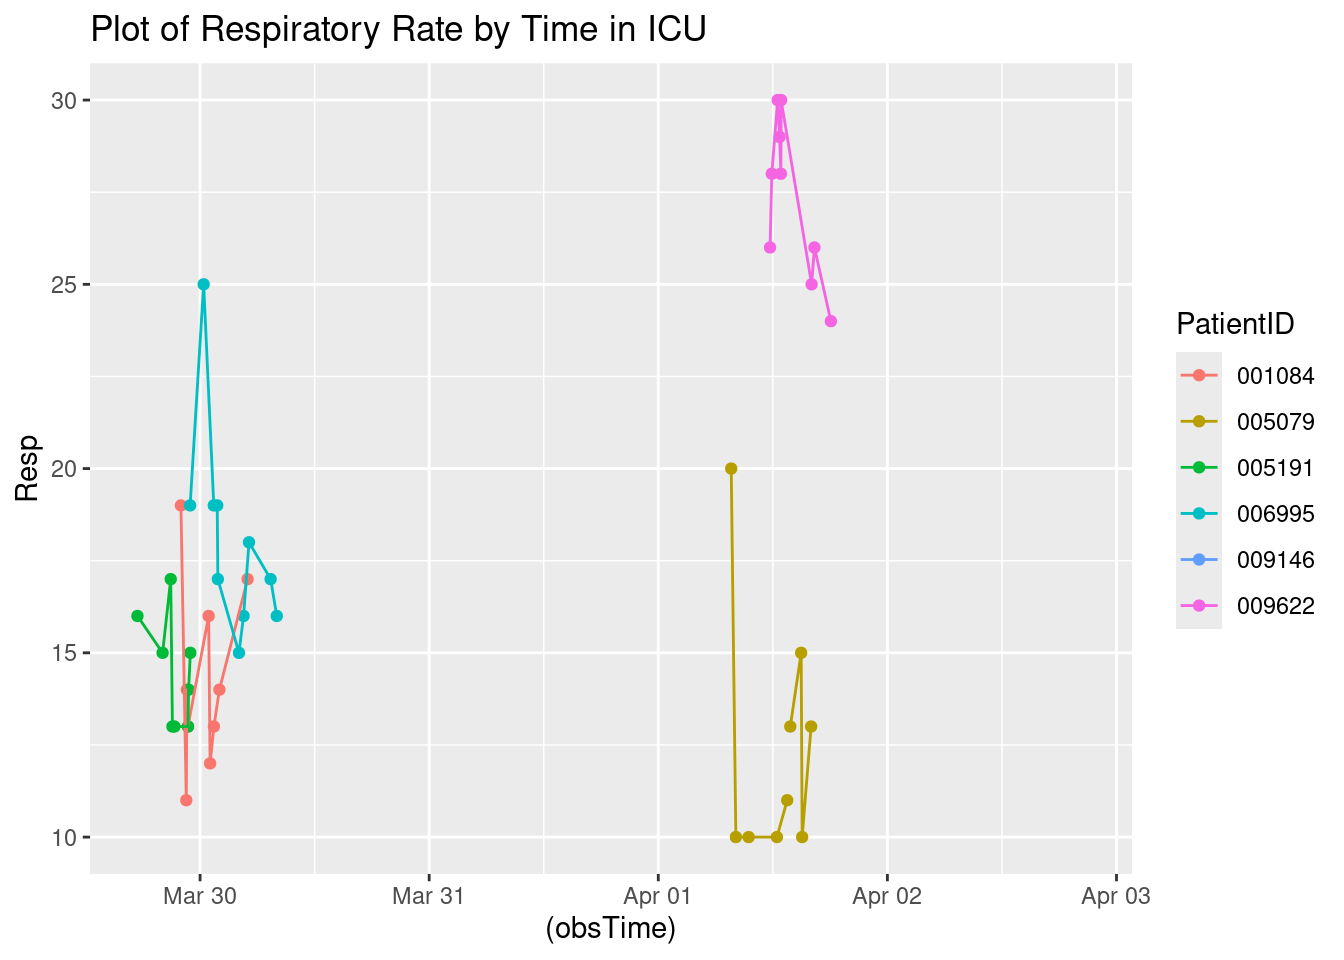 Plot of Respiratory Rate by Time in ICU
30
25
20
15
10
Resp
Mar 30
Mar 31
Apr 01
Apr 02
Apr 03
(obsTime)
PatientID
001084
005079
005191
006995
009146
009622